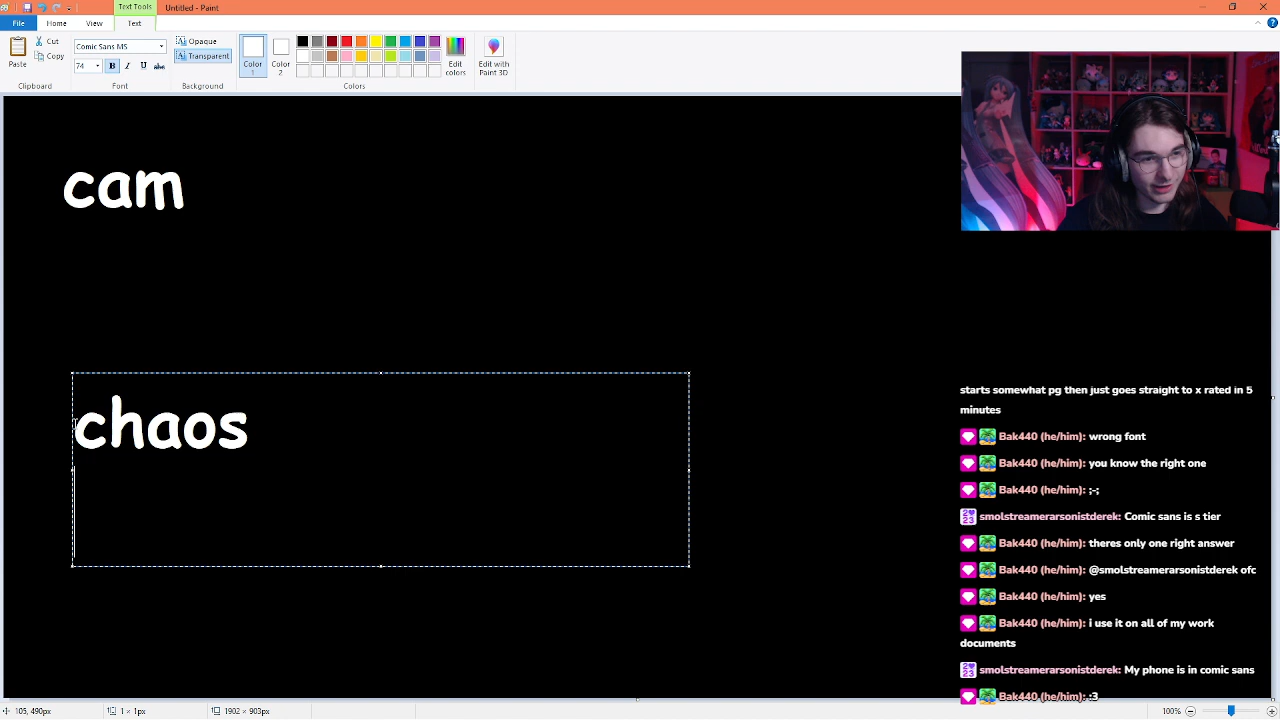 Text Tools
Untitled - Paint
File
Home
View
Text
Paste
Cut
Copy
Clipboard
Comic Sans MS
74
B
I
U
abc
Font
Opaque
Transparent
Background
Color 1
Color 2
Edit colors
Colors
Edit with Paint 3D
cam
chaos
starts somewhat pg then just goes straight to x rated in 5
minutes
Bak440 (he/him): wrong font
Bak440 (he/him): you know the right one
Bak440 (he/him): ;-;
smolstreamerarsonistderek: Comic sans is s tier
Bak440 (he/him): theres only one right answer
Bak440 (he/him): @smolstreamerarsonistderek ofc
Bak440 (he/him): yes
Bak440 (he/him): i use it on all of my work
documents
smolstreamerarsonistderek: My phone is in comic sans
Bak440 (he/him): :3
105, 490px
1 × 1px
1902 × 903px
100%